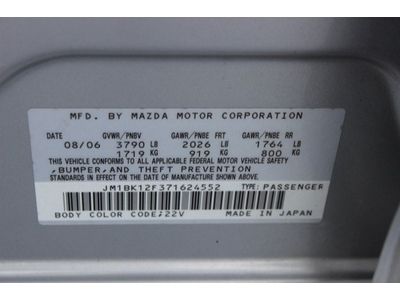 MFD. BY MAZDA MOTOR CORPORATION
GVWR/PNBV GAWR/PNBE FR GAWR/PNBE RR
08/06 3790 LB 2026 LB 1764 LB
1719 KG 919 KG 800 KG
THIS VEHICLE CONFORMS TO ALL APPLICABLE FEDERAL MOTOR VEHICLE SAFETY
,BUMPER,AND THEFT PREVENTION
STANDARDS IN EFFECT ON THE DATE OF MANUFACTURE SHOWN ABOVE.
JM1BK12F371624552 TYPE: PASSENGER
BODY COLOR CODE;22V MADE IN JAPAN